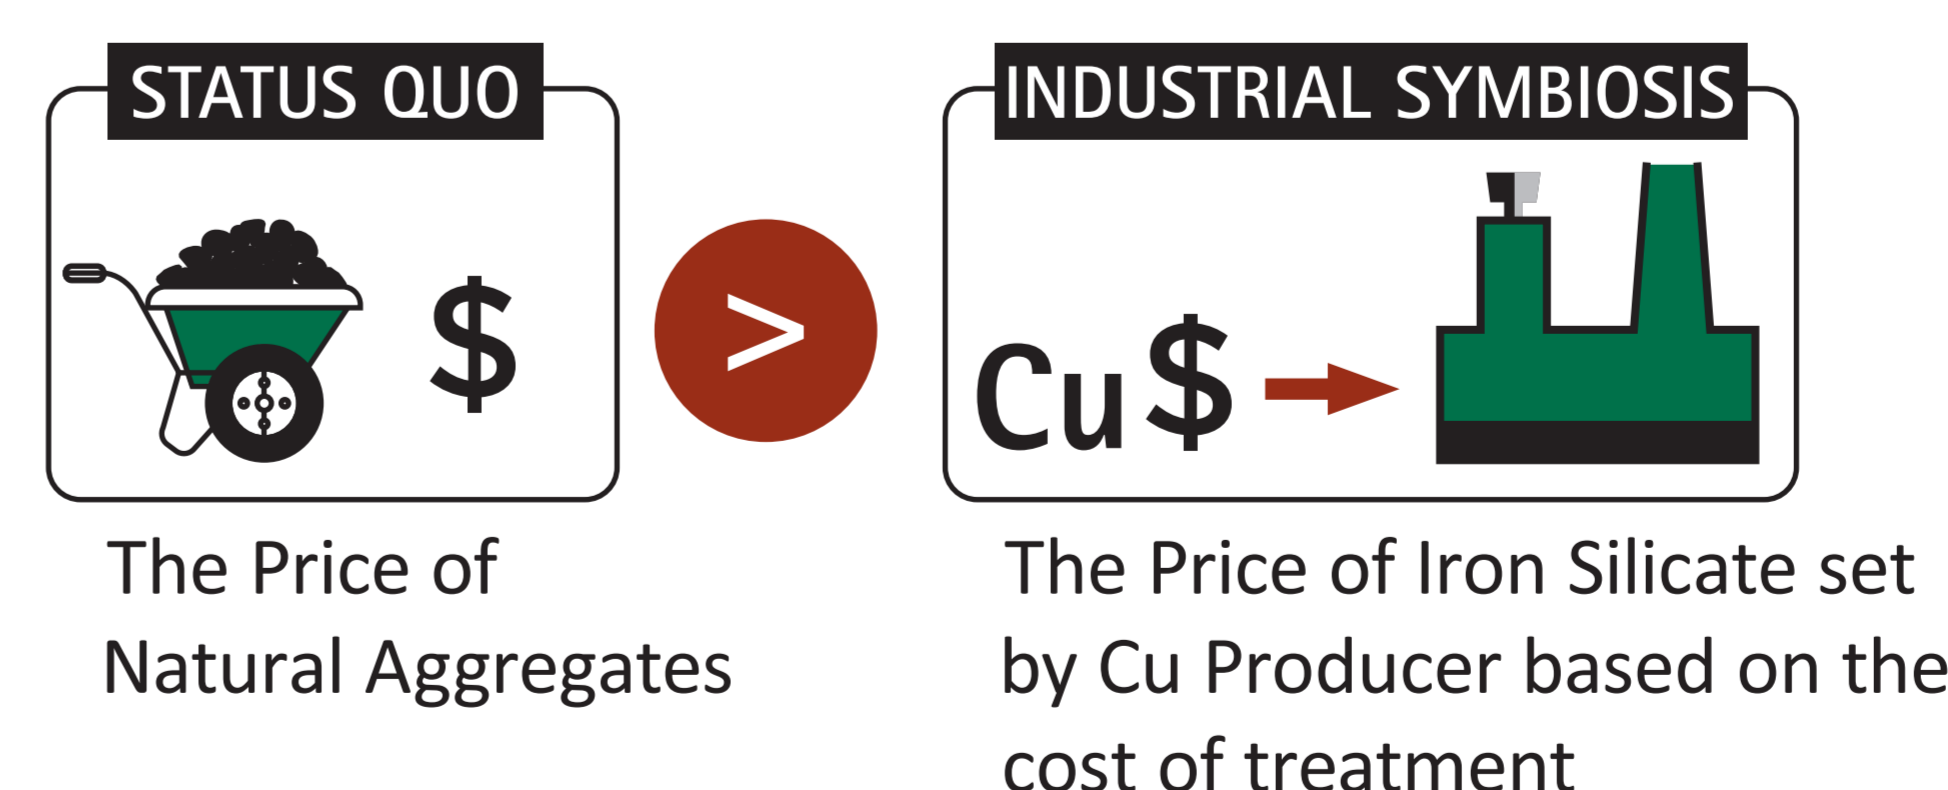 STATUS QUO
INDUSTRIAL SYMBIOSIS
$
>
Cu $
The Price of
Natural Aggregates
The Price of Iron Silicate set
by Cu Producer based on the
cost of treatment